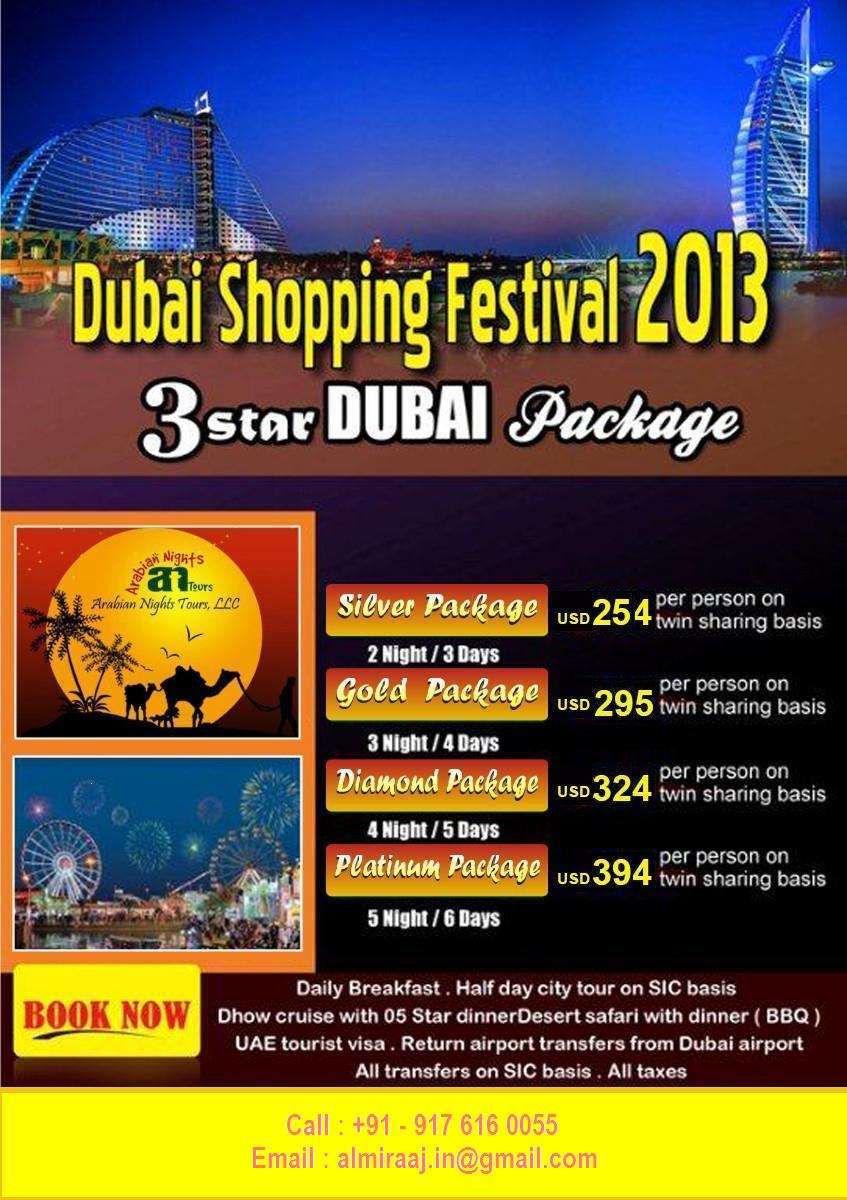 Dubai Shopping Festival 2013
3 star DUBAI Package
Arabian Nights
an Tours
Arabian Nights Tours, LLC
Silver Package USD 254 per person on
twin sharing basis
2 Night / 3 Days
Gold Package USD 295 per person on
twin sharing basis
3 Night / 4 Days
Diamond Package USD 324 per person on
twin sharing basis
4 Night / 5 Days
Platinum Package USD 394 per person on
twin sharing basis
5 Night / 6 Days
BOOK NOW
Daily Breakfast . Half day city tour on SIC basis
Dhow cruise with 05 Star dinnerDesert safari with dinner ( BBQ )
UAE tourist visa . Return airport transfers from Dubai airport
All transfers on SIC basis . All taxes
Call : +91 - 917 616 0055
Email : almiraaj.in@gmail.com